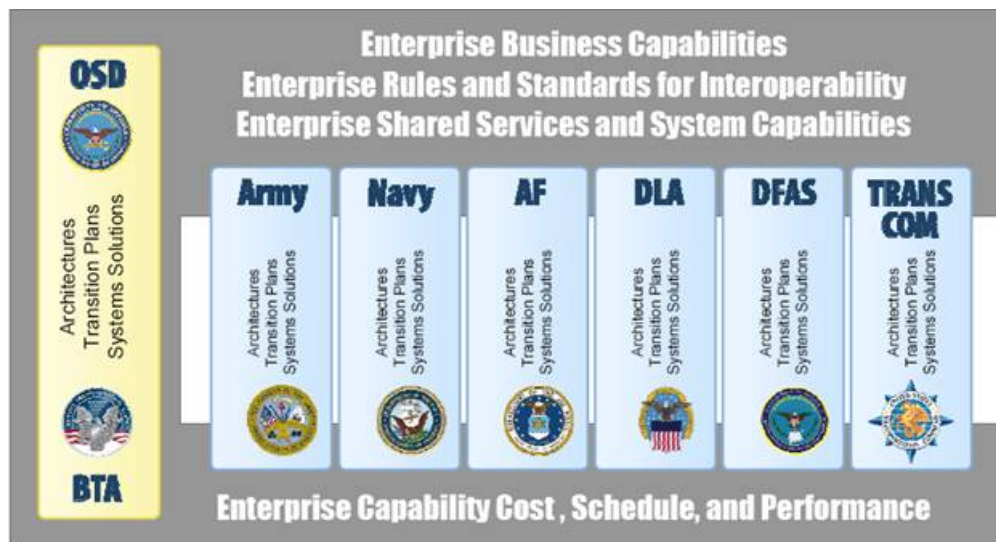 OSD
Architectures
Transition Plans
Systems Solutions
BTA
Enterprise Business Capabilities
Enterprise Rules and Standards for Interoperability
Enterprise Shared Services and System Capabilities
Army
Architectures
Transition Plans
Systems Solutions
Navy
Architectures
Transition Plans
Systems Solutions
AF
Architectures
Transition Plans
Systems Solutions
DLA
Architectures
Transition Plans
Systems Solutions
DFAS
Architectures
Transition Plans
Systems Solutions
TRANS
COM
Architectures
Transition Plans
Systems Solutions
Enterprise Capability Cost , Schedule, and Performance